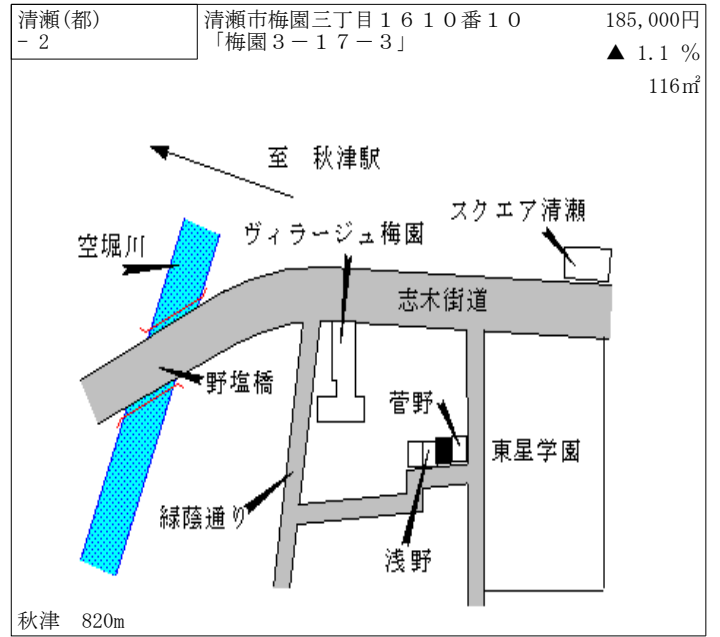 清瀬(都)
- 2
清瀬市梅園三丁目１６１０番１０
「梅園３－１７－３」
185,000円
▲ 1.1 %
116㎡
至　秋津駅
スクエア清瀬
ヴィラージュ梅園
空堀川
志木街道
野塩橋
菅野
東星学園
緑蔭通り
浅野
秋津　820m